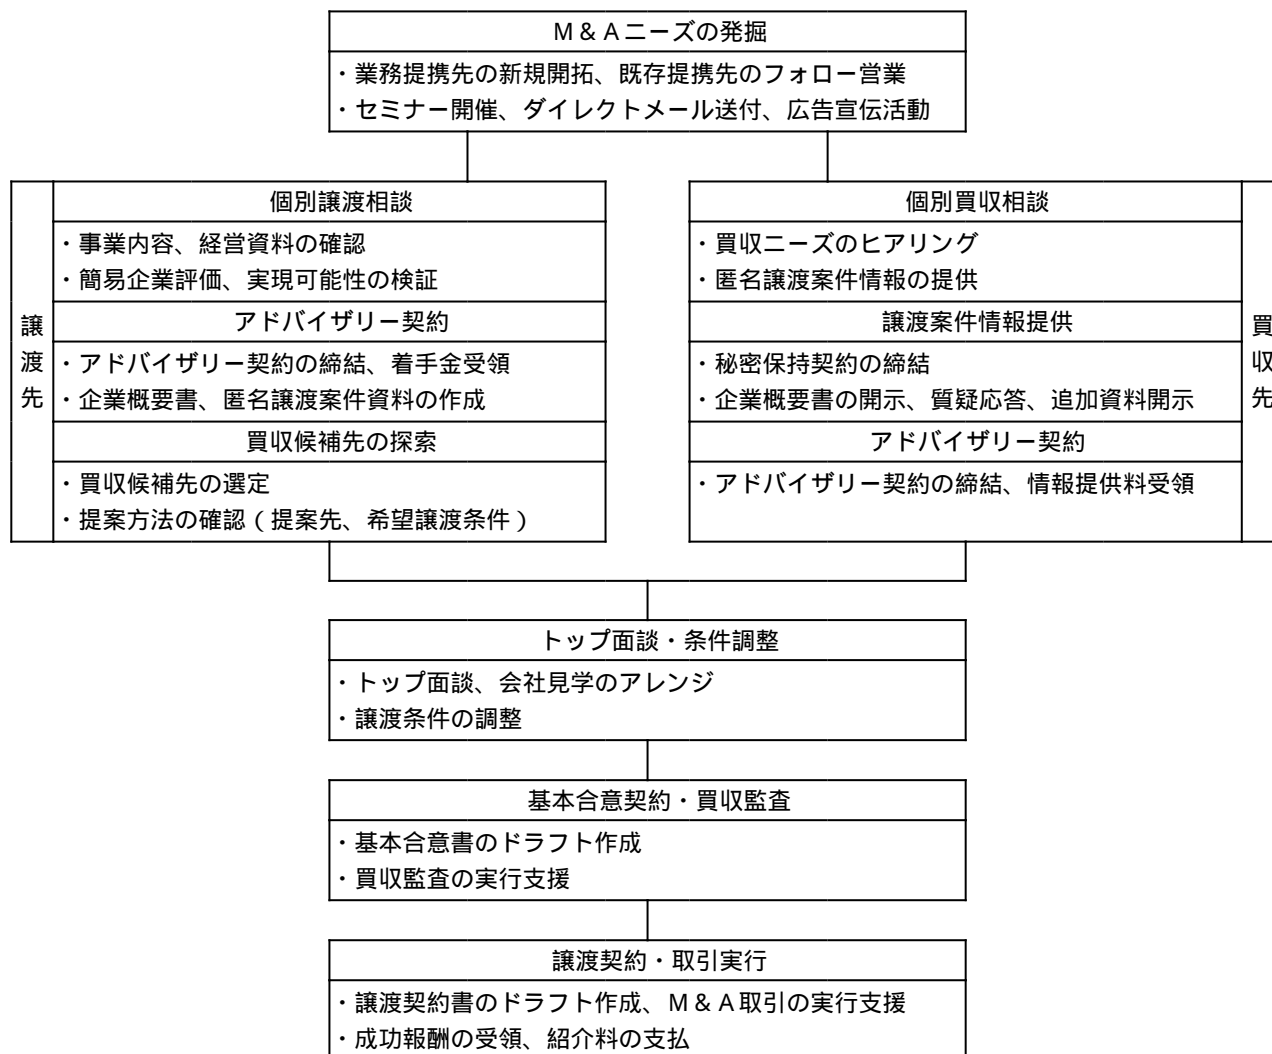 M&Aニーズの発掘
・業務提携先の新規開拓、既存提携先のフォロー営業
・セミナー開催、ダイレクトメール送付、広告宣伝活動
譲渡先
個別譲渡相談
・事業内容、経営資料の確認
・簡易企業評価、実現可能性の検証
アドバイザリー契約
・アドバイザリー契約の締結、着手金受領
・企業概要書、匿名譲渡案件資料の作成
買収候補先の探索
・買収候補先の選定
・提案方法の確認(提案先、希望譲渡条件)
個別買収相談
・買収ニーズのヒアリング
・匿名譲渡案件情報の提供
譲渡案件情報提供
・秘密保持契約の締結
・企業概要書の開示、質疑応答、追加資料開示
アドバイザリー契約
・アドバイザリー契約の締結、情報提供料受領
買収先
トップ面談・条件調整
・トップ面談、会社見学のアレンジ
・譲渡条件の調整
基本合意契約・買収監査
・基本合意書のドラフト作成
・買収監査の実行支援
譲渡契約・取引実行
・譲渡契約書のドラフト作成、M&A取引の実行支援
・成功報酬の受領、紹介料の支払